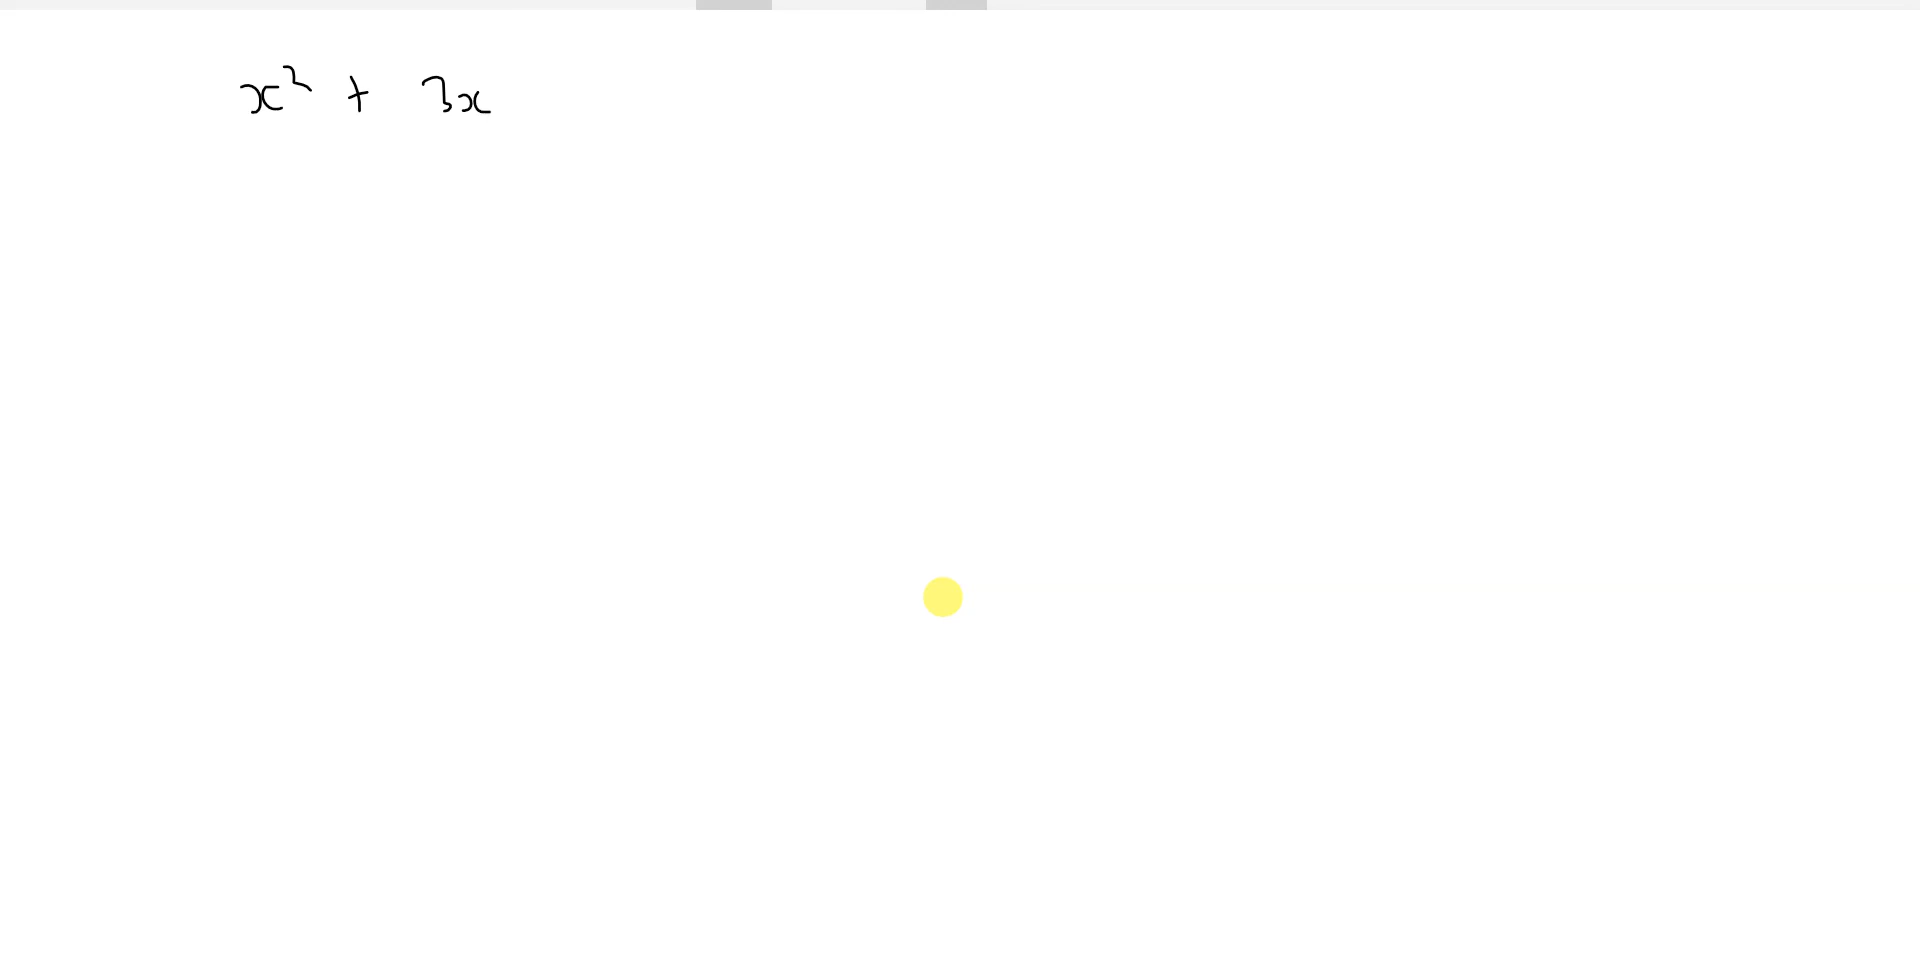 x² + 3x